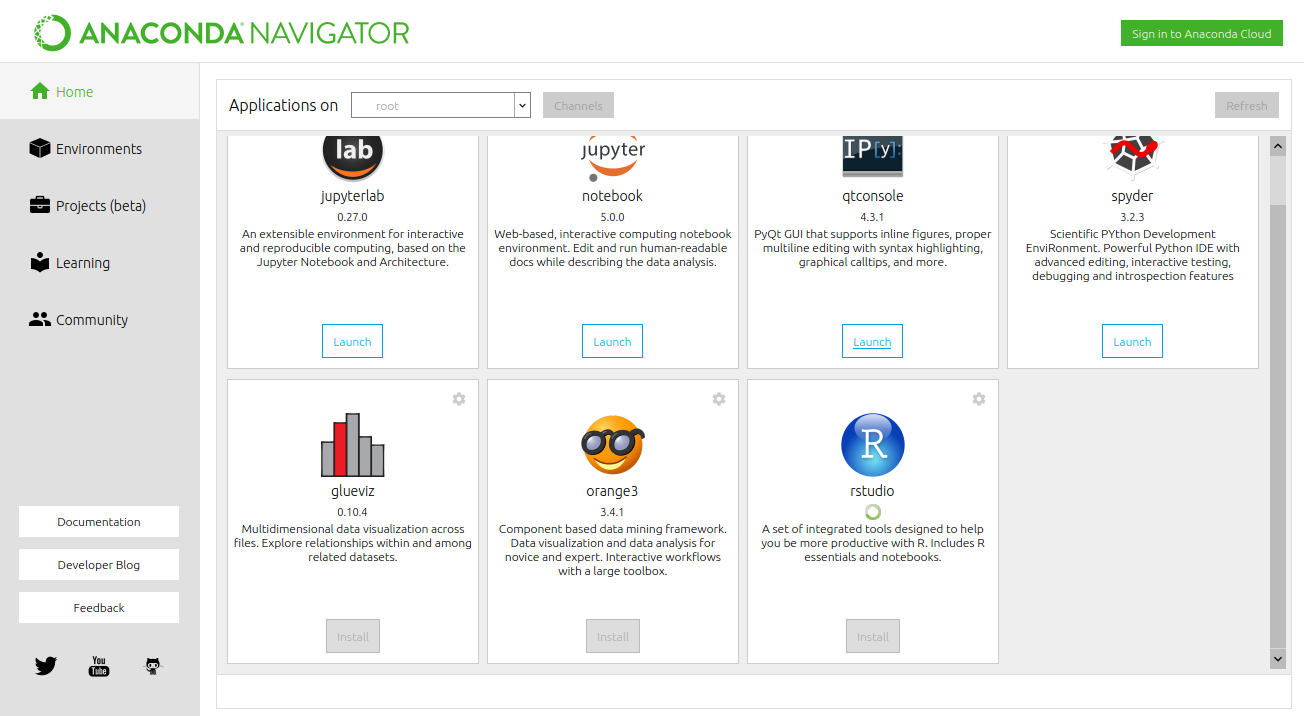 ANACONDA NAVIGATOR
Sign in to Anaconda Cloud
Home
Environments
Projects (beta)
Learning
Community
Documentation
Developer Blog
Feedback
You
Tube
Applications on
root
Channels
Refresh
lab
jupyterlab
0.27.0
An extensible environment for interactive
and reproducible computing, based on the
Jupyter Notebook and Architecture.
Launch
jupyter
notebook
5.0.0
Web-based, interactive computing notebook
environment. Edit and run human-readable
docs while describing the data analysis.
Launch
IP[y]:
qtconsole
4.3.1
PyQt GUI that supports inline figures, proper
multiline editing with syntax highlighting,
graphical calltips, and more.
Launch
spyder
3.2.3
Scientific PYthon Development
EnviRonment. Powerful Python IDE with
advanced editing, interactive testing,
debugging and introspection features
Launch
glueviz
0.10.4
Multidimensional data visualization across
files. Explore relationships within and among
related datasets.
Install
orange3
3.4.1
Component based data mining framework.
Data visualization and data analysis for
novice and expert. Interactive workflows
with a large toolbox.
Install
R
rstudio
A set of integrated tools designed to help
you be more productive with R. Includes R
essentials and notebooks.
Install